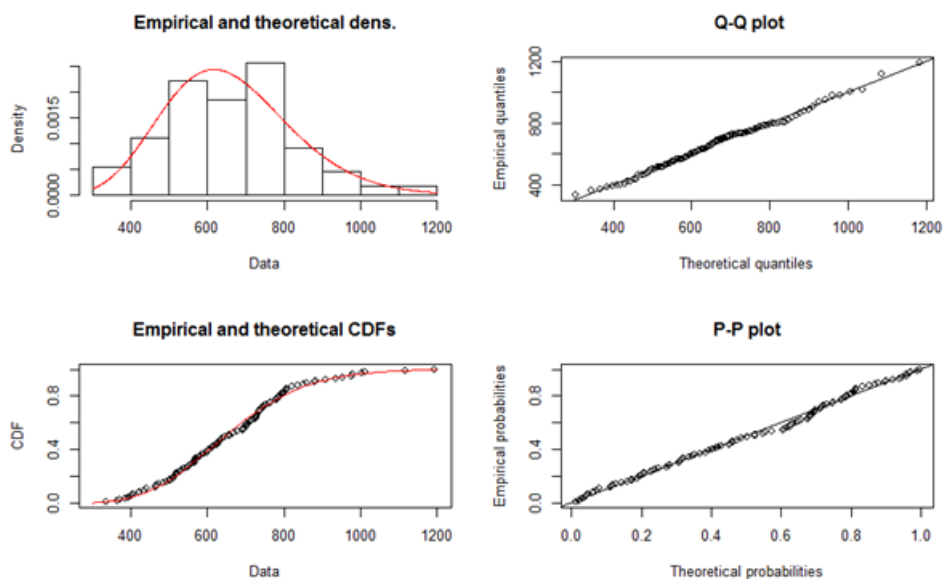 Empirical and theoretical dens.
Density
0.0000
0.0015
400 600 800 1000 1200
Data
Q-Q plot
Empirical quantiles
400 800 1200
400 600 800 1000 1200
Theoretical quantiles
Empirical and theoretical CDFs
CDF
0.0 0.4 0.8
400 600 800 1000 1200
Data
P-P plot
Empirical probabilities
0.0 0.4 0.8
0.0 0.2 0.4 0.6 0.8 1.0
Theoretical probabilities